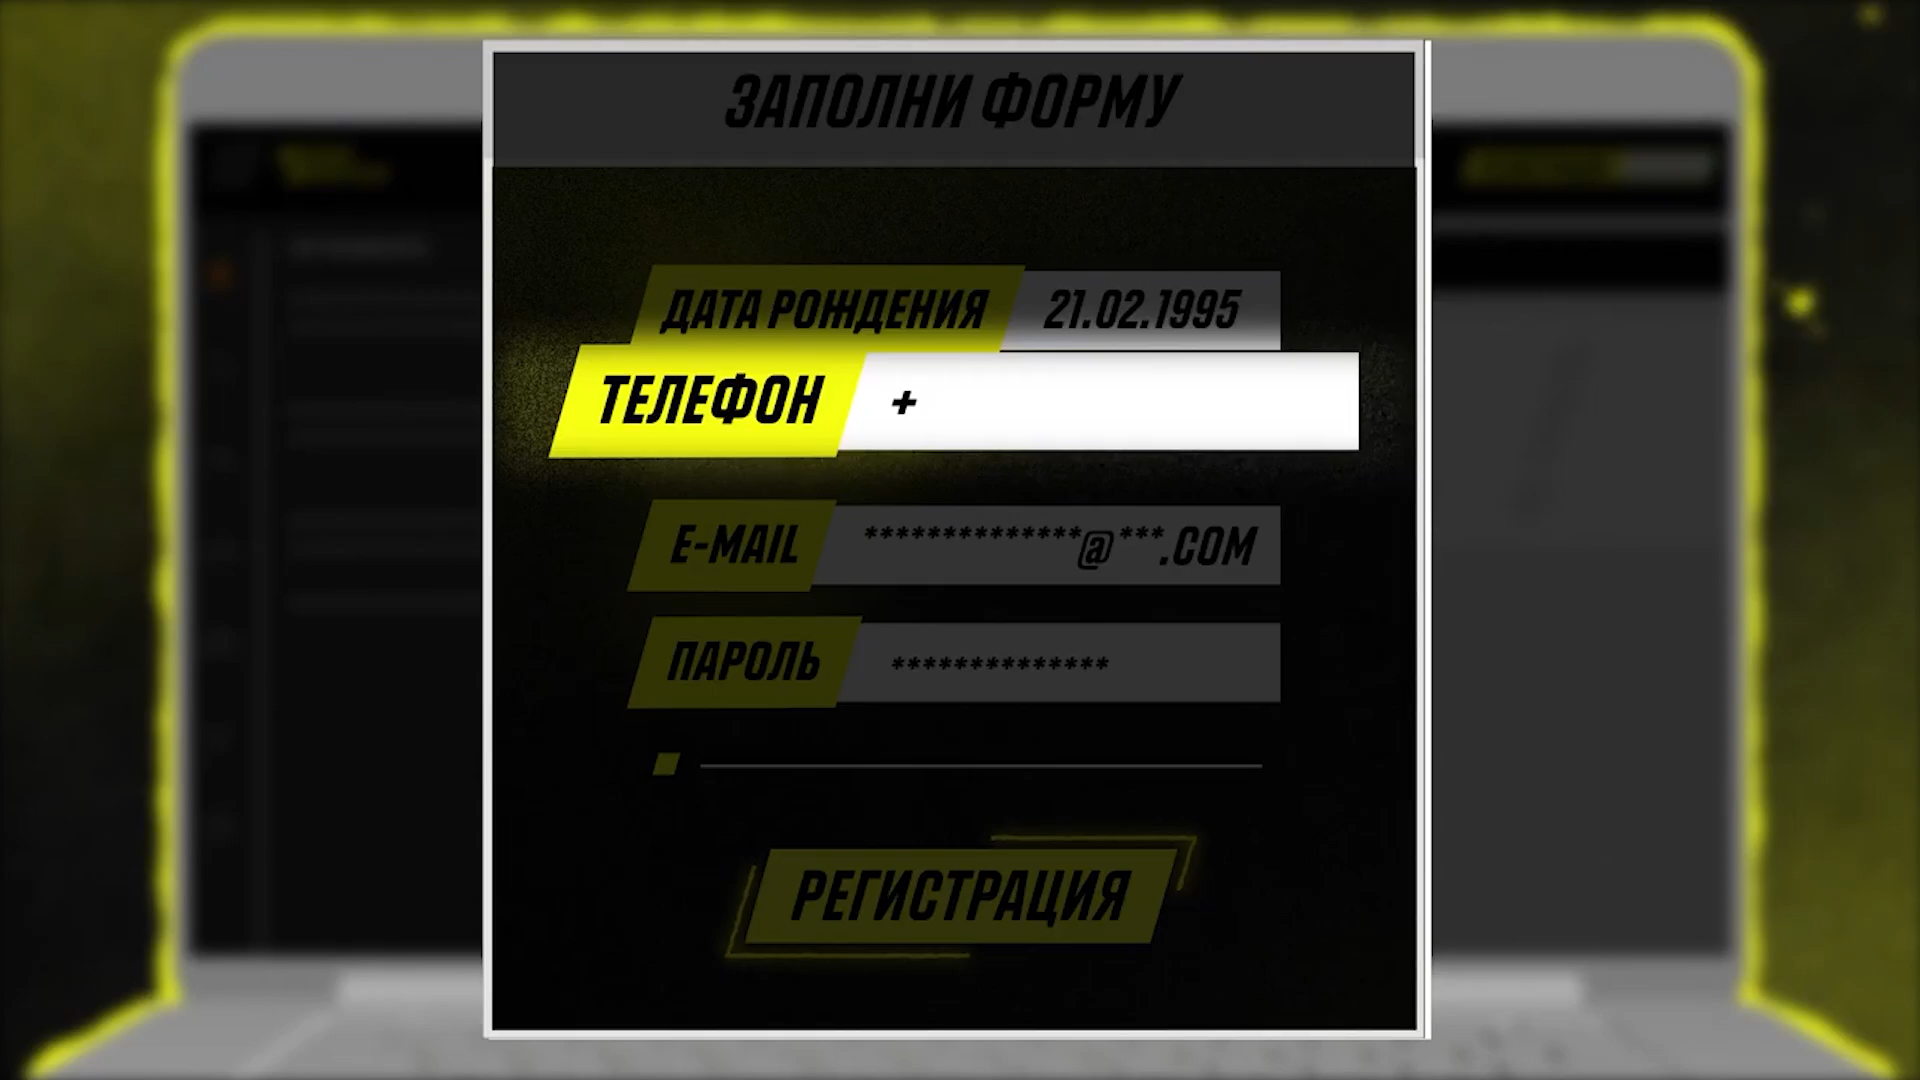 ЗАПОЛНИ ФОРМУ
ДАТА РОЖДЕНИЯ 21.02.1995
ТЕЛЕФОН +
E-MAIL **************@***.COM
ПАРОЛЬ **************
РЕГИСТРАЦИЯ